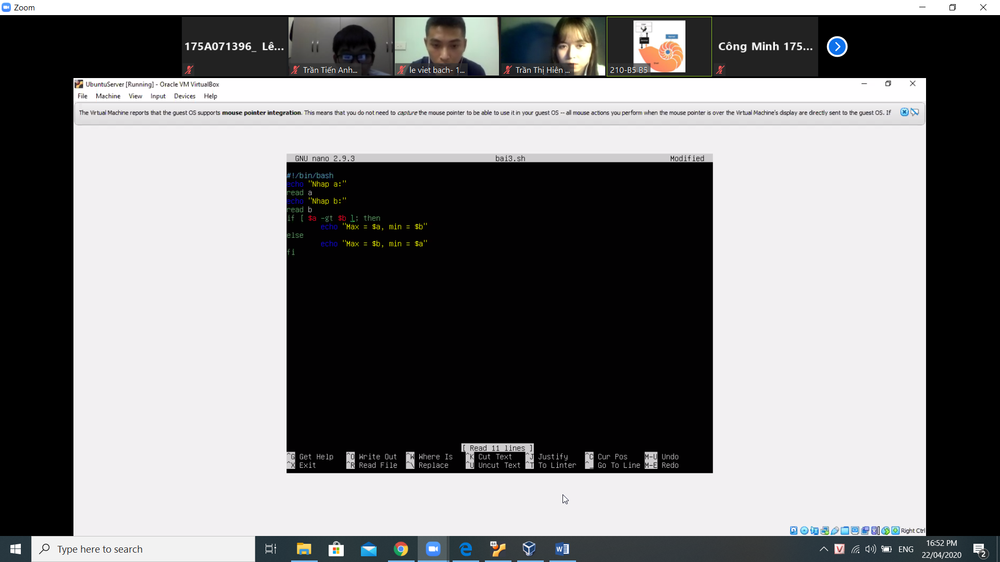 Zoom
175A071396_ Lê...
Trần Tiến Anh...
le viet bach- 1...
Trần Thị Hiên ...
210-B5 B5
Công Minh 175...
UbuntuServer [Running] - Oracle VM VirtualBox
File Machine View Input Devices Help
The Virtual Machine reports that the guest OS supports mouse pointer integration. This means that you do not need to capture the mouse pointer to be able to use it in your guest OS -- all mouse actions you perform when the mouse pointer is over the Virtual Machine's display are directly sent to the guest OS. If
GNU nano 2.9.3 bai3.sh Modified
#!/bin/bash
echo "Nhap a:"
read a
echo "Nhap b:"
read b
if [ $a -gt $b ]; then
echo "Max = $a, min = $b"
else
echo "Max = $b, min = $a"
fi
[ Read 11 lines ]
^G Get Help ^O Write Out ^W Where Is ^K Cut Text ^J Justify ^C Cur Pos M-U Undo
^X Exit ^R Read File ^\ Replace ^U Uncut Text ^T To Linter ^_ Go To Line M-E Redo
Right Ctrl
Type here to search
64
ENG
16:52 PM
22/04/2020
2